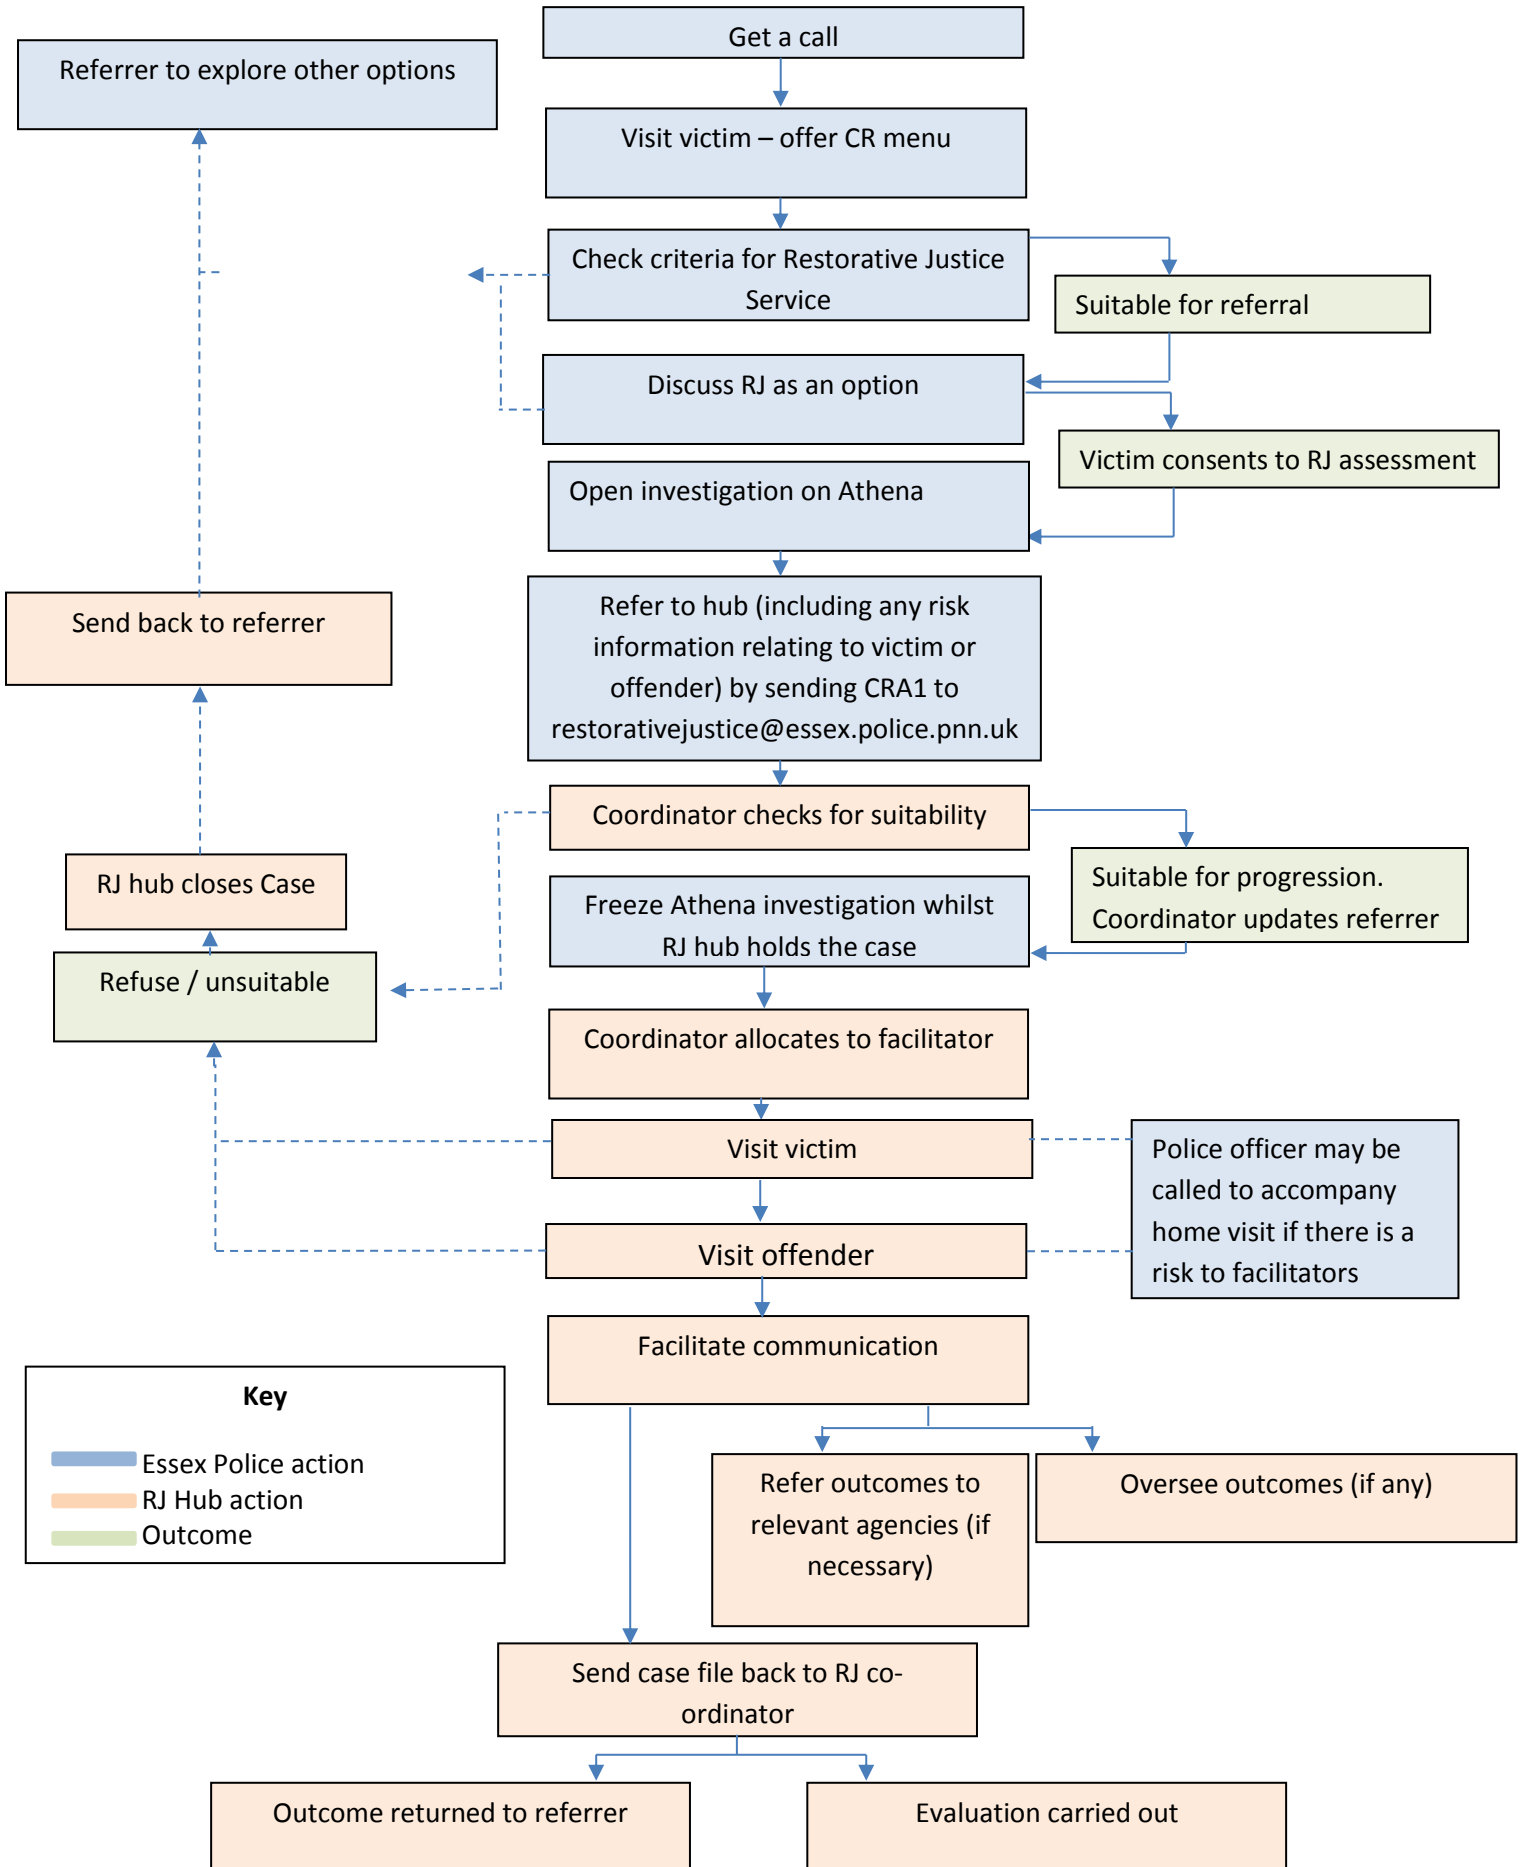 Get a call
Referrer to explore other options
Visit victim – offer CR menu
Check criteria for Restorative Justice
Service
Suitable for referral
Discuss RJ as an option
Victim consents to RJ assessment
Open investigation on Athena
Refer to hub (including any risk
information relating to victim or
offender) by sending CRA1 to
restorativejustice@essex.police.pnn.uk
Send back to referrer
Coordinator checks for suitability
Suitable for progression.
Coordinator updates referrer
RJ hub closes Case
Freeze Athena investigation whilst
RJ hub holds the case
Refuse / unsuitable
Coordinator allocates to facilitator
Visit victim
Police officer may be
called to accompany
home visit if there is a
risk to facilitators
Visit offender
Facilitate communication
Key
Essex Police action
RJ Hub action
Outcome
Refer outcomes to
relevant agencies (if
necessary)
Oversee outcomes (if any)
Send case file back to RJ co-
ordinator
Outcome returned to referrer
Evaluation carried out